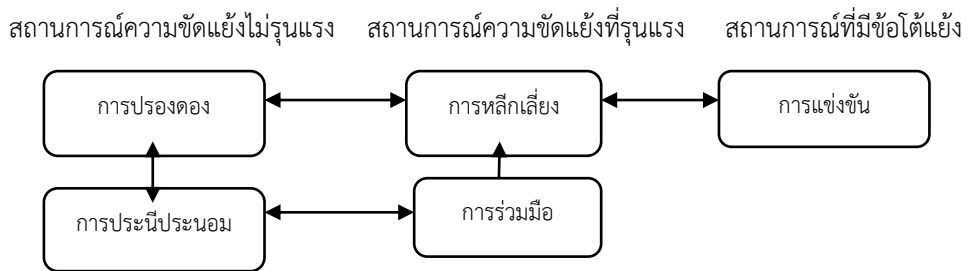 สถานการณ์ความขัดแย้งไม่รุนแรง สถานการณ์ความขัดแย้งที่รุนแรง สถานการณ์ที่มีข้อโต้แย้ง
การปรองดอง การหลีกเลี่ยง การแข่งขัน
การประนีประนอม การร่วมมือ